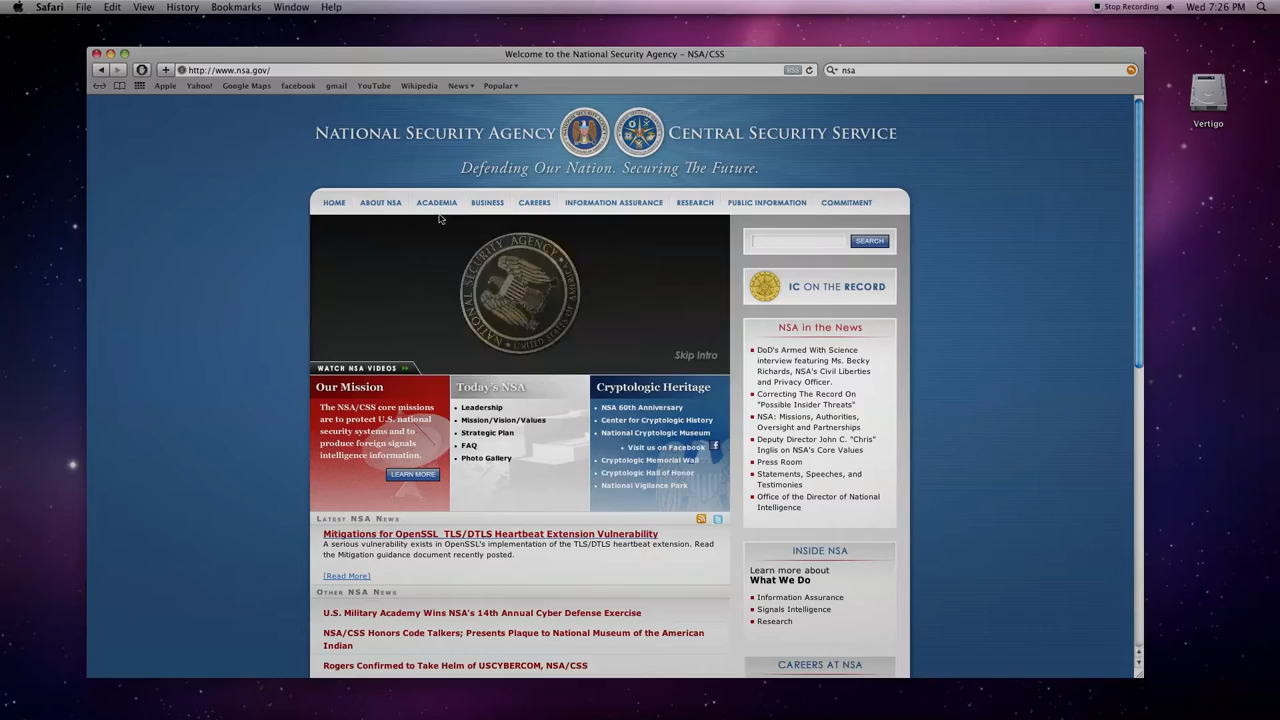 Safari File Edit View History Bookmarks Window Help
Stop Recording Wed 7:26 PM
Welcome to the National Security Agency – NSA/CSS
http://www.nsa.gov/
RSS
nsa
Apple Yahoo! Google Maps facebook gmail YouTube Wikipedia News Popular
Vertigo
National Security Agency Central Security Service
Defending Our Nation. Securing The Future.
HOME ABOUT NSA ACADEMIA BUSINESS CAREERS INFORMATION ASSURANCE RESEARCH PUBLIC INFORMATION COMMITMENT
NATIONAL SECURITY AGENCY
UNITED STATES OF AMERICA
Skip Intro
WATCH NSA VIDEOS
Our Mission
The NSA/CSS core missions
are to protect U.S. national
security systems and to
produce foreign signals
intelligence information.
LEARN MORE
Today's NSA
Leadership
Mission/Vision/Values
Strategic Plan
FAQ
Photo Gallery
Cryptologic Heritage
NSA 60th Anniversary
Center for Cryptologic History
National Cryptologic Museum
Visit us on Facebook
Cryptologic Memorial Wall
Cryptologic Hall of Honor
National Vigilance Park
Latest NSA News
Mitigations for OpenSSL TLS/DTLS Heartbeat Extension Vulnerability
A serious vulnerability exists in OpenSSL's implementation of the TLS/DTLS heartbeat extension. Read
the Mitigation guidance document recently posted.
[Read More]
Other NSA News
U.S. Military Academy Wins NSA's 14th Annual Cyber Defense Exercise
NSA/CSS Honors Code Talkers; Presents Plaque to National Museum of the American
Indian
Rogers Confirmed to Take Helm of USCYBERCOM, NSA/CSS
SEARCH
IC ON THE RECORD
NSA in the News
DoD's Armed With Science
interview featuring Ms. Becky
Richards, NSA's Civil Liberties
and Privacy Officer.
Correcting The Record On
"Possible Insider Threats"
NSA: Missions, Authorities,
Oversight and Partnerships
Deputy Director John C. "Chris"
Inglis on NSA's Core Values
Press Room
Statements, Speeches, and
Testimonies
Office of the Director of National
Intelligence
INSIDE NSA
Learn more about
What We Do
Information Assurance
Signals Intelligence
Research
CAREERS AT NSA